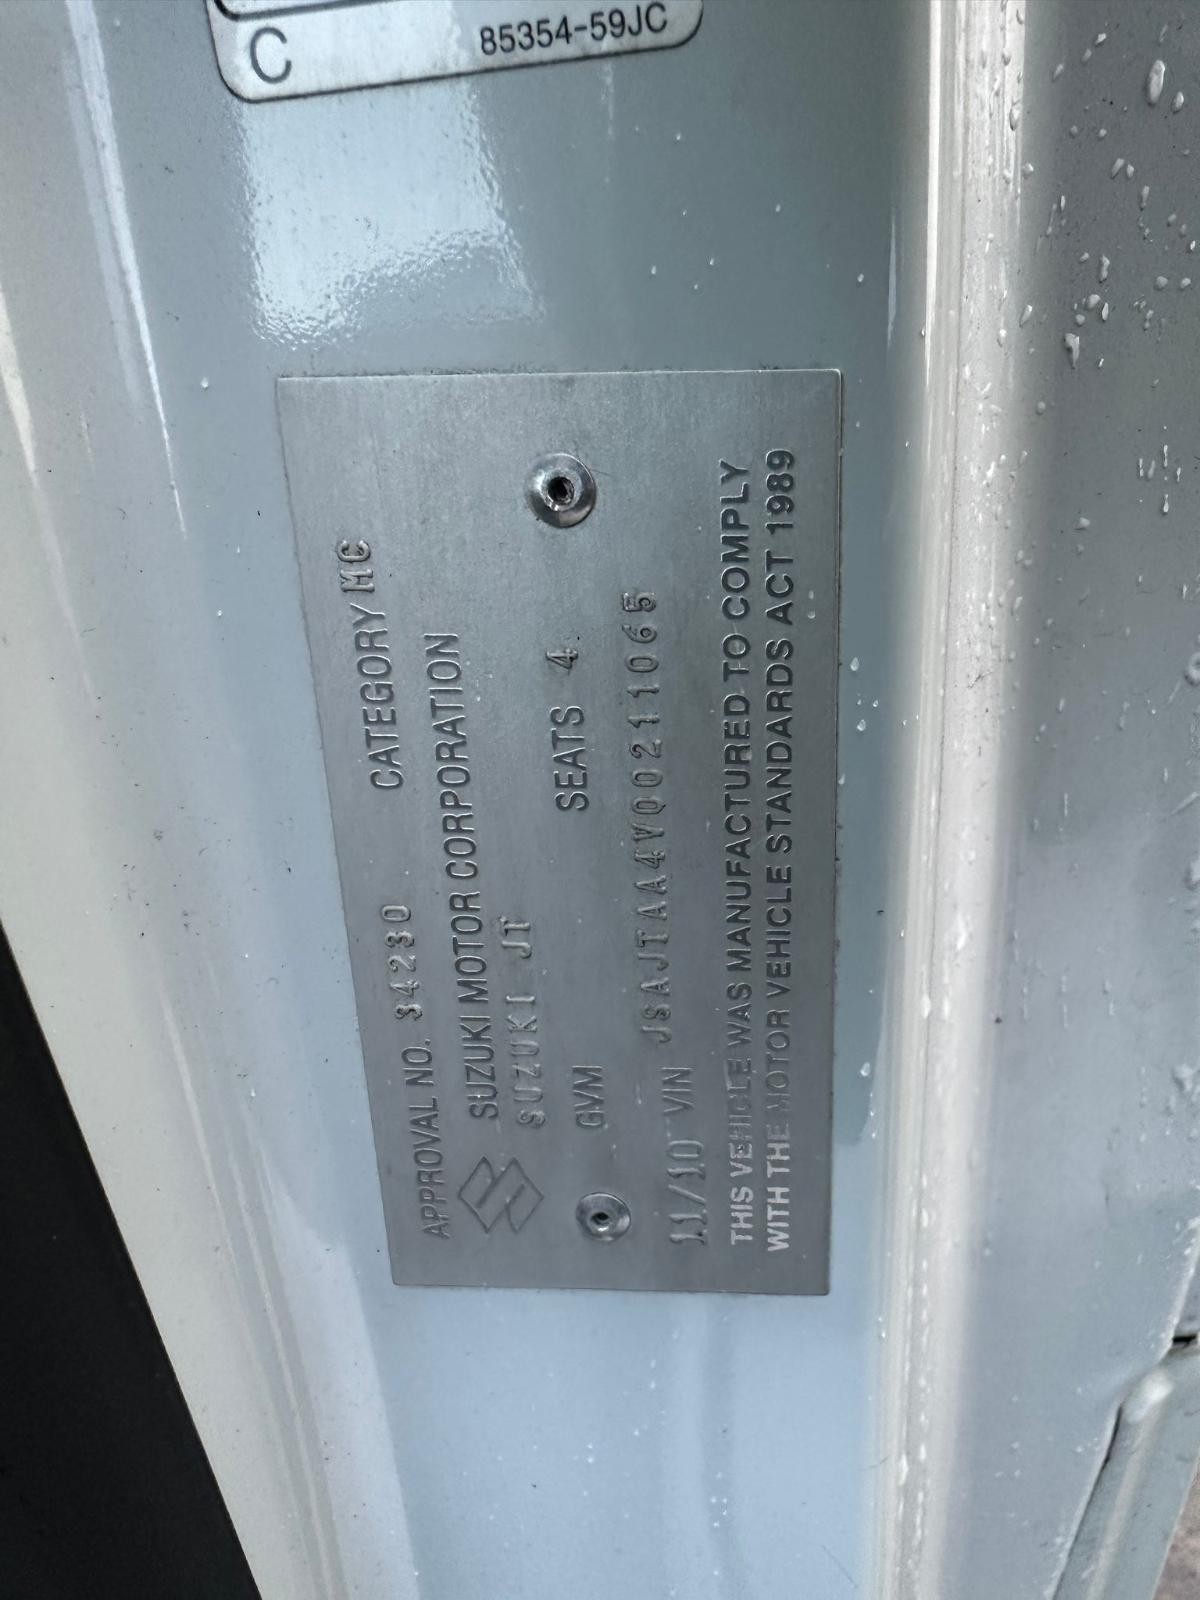 C 85354-59JC
APPROVAL NO. 34230 CATEGORY MC
SUZUKI MOTOR CORPORATION
SUZUKI JT
GVM SEATS 4
11/10 VIN JSAJTAA4V00211065
THIS VEHICLE WAS MANUFACTURED TO COMPLY
WITH THE MOTOR VEHICLE STANDARDS ACT 1989